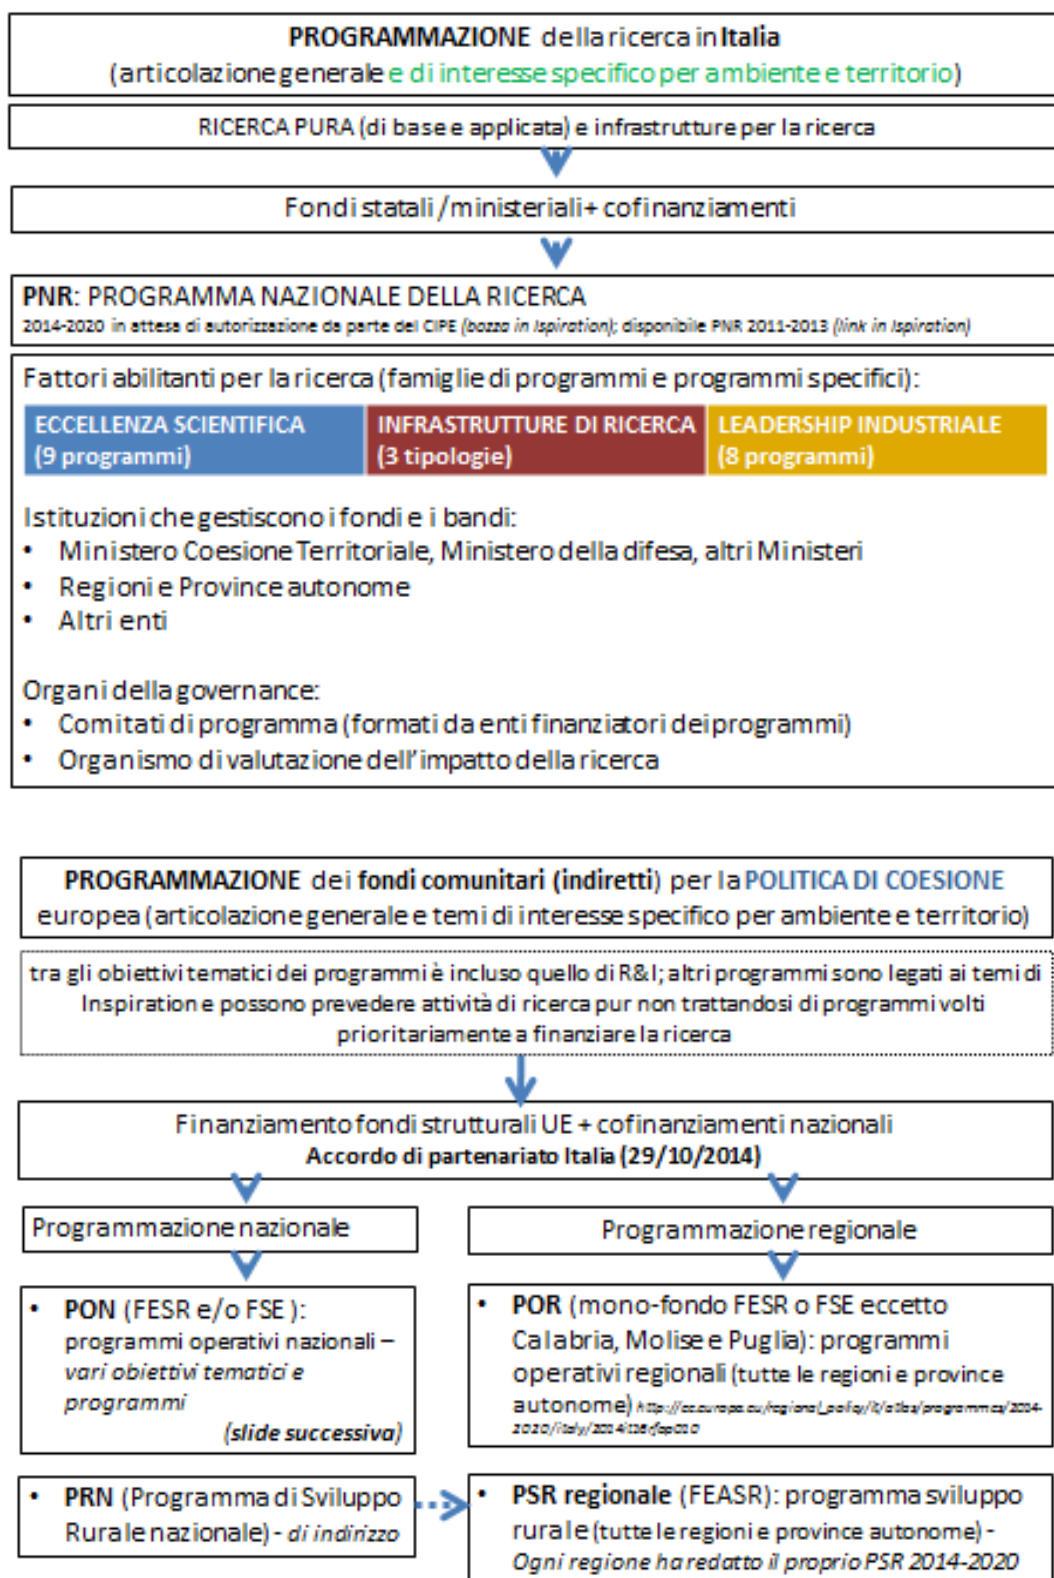 PROGRAMMAZIONE della ricerca in Italia
(articolazione generale e di interesse specifico per ambiente e territorio)
RICERCA PURA (di base e applicata) e infrastrutture per la ricerca
Fondi statali /ministeriali+ cofinanziamenti
PNR: PROGRAMMA NAZIONALE DELLA RICERCA
2014-2020 in attesa di autorizzazione da parte del CIPE (bozza in Ispiration); disponibile PNR 2011-2013 (link in Ispiration)
Fattori abilitanti per la ricerca (famiglie di programmi e programmi specifici):
ECCELLENZA SCIENTIFICA
(9 programmi)
INFRASTRUTTURE DI RICERCA
(3 tipologie)
LEADERSHIP INDUSTRIALE
(8 programmi)
Istituzioni che gestiscono i fondi e i bandi:
• Ministero Coesione Territoriale, Ministero della difesa, altri Ministeri
• Regioni e Province autonome
• Altri enti
Organi della governance:
• Comitati di programma (formati da enti finanziatori dei programmi)
• Organismo di valutazione dell'impatto della ricerca
PROGRAMMAZIONE dei fondi comunitari (indiretti) per la POLITICA DI COESIONE
europea (articolazione generale e temi di interesse specifico per ambiente e territorio)
tra gli obiettivi tematici dei programmi è incluso quello di R&I; altri programmi sono legati ai temi di
Inspiration e possono prevedere attività di ricerca pur non trattandosi di programmi volti
prioritariamente a finanziare la ricerca
Finanziamento fondi strutturali UE + cofinanziamenti nazionali
Accordo di partenariato Italia (29/10/2014)
Programmazione nazionale
Programmazione regionale
• PON (FESR e/o FSE ):
programmi operativi nazionali –
vari obiettivi tematici e
programmi
(slide successiva)
• POR (mono-fondo FESR o FSE eccetto
Calabria, Molise e Puglia): programmi
operativi regionali (tutte le regioni e province
autonome) http://ec.europa.eu/regional_policy/it/atlas/programmes/2014-
• PRN (Programma di Sviluppo
Rurale nazionale) - di indirizzo
• PSR regionale (FEASR): programma sviluppo
rurale (tutte le regioni e province autonome) -
Ogni regione ha redatto il proprio PSR 2014-2020